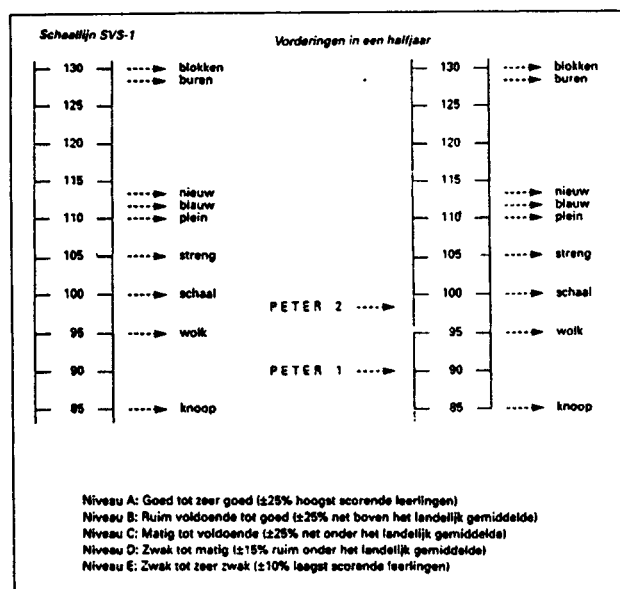 Schaallijn SVS-1
Vorderingen in een halfjaar
130 blokken
buren
125
120
115
nieuw
blauw
110 plein
105 streng
100 schaal
95 wolk
90
85 knoop
130 blokken
buren
125
120
115
nieuw
blauw
110 plein
105 streng
100 schaal
PETER 2
95 wolk
PETER 1 90
85 knoop
Niveau A: Goed tot zeer goed (±25% hoogst scorende leerlingen)
Niveau B: Ruim voldoende tot goed (±25% net boven het landelijk gemiddelde)
Niveau C: Matig tot voldoende (±25% net onder het landelijk gemiddelde)
Niveau D: Zwak tot matig (±15% ruim onder het landelijk gemiddelde)
Niveau E: Zwak tot zeer zwak (±10% laagst scorende leerlingen)